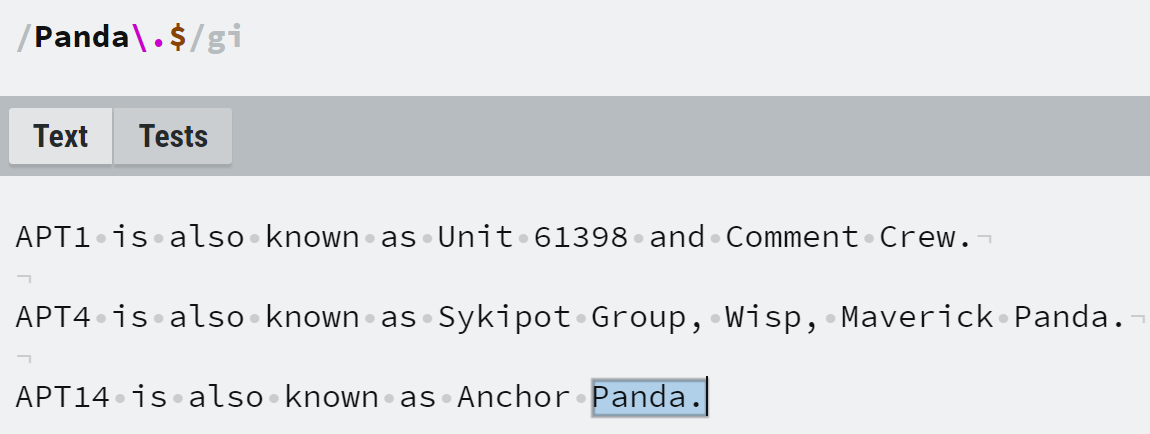 /Panda\.$/gi
Text Tests
APT1 is also known as Unit 61398 and Comment Crew.
APT4 is also known as Sykipot Group, Wisp, Maverick Panda.
APT14 is also known as Anchor Panda.